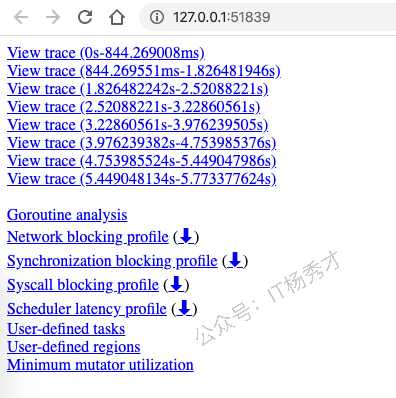 127.0.0.1:51839
View trace (0s-844.269008ms)
View trace (844.269551ms-1.826481946s)
View trace (1.826482242s-2.52088221s)
View trace (2.52088221s-3.22860561s)
View trace (3.22860561s-3.976239505s)
View trace (3.976239382s-4.753985376s)
View trace (4.753985524s-5.449047986s)
View trace (5.449048134s-5.773377624s)
Goroutine analysis
Network blocking profile (⬇)
Synchronization blocking profile (⬇)
Syscall blocking profile (⬇)
Scheduler latency profile (⬇)
User-defined tasks
User-defined regions
Minimum mutator utilization
公众号：IT杨秀才